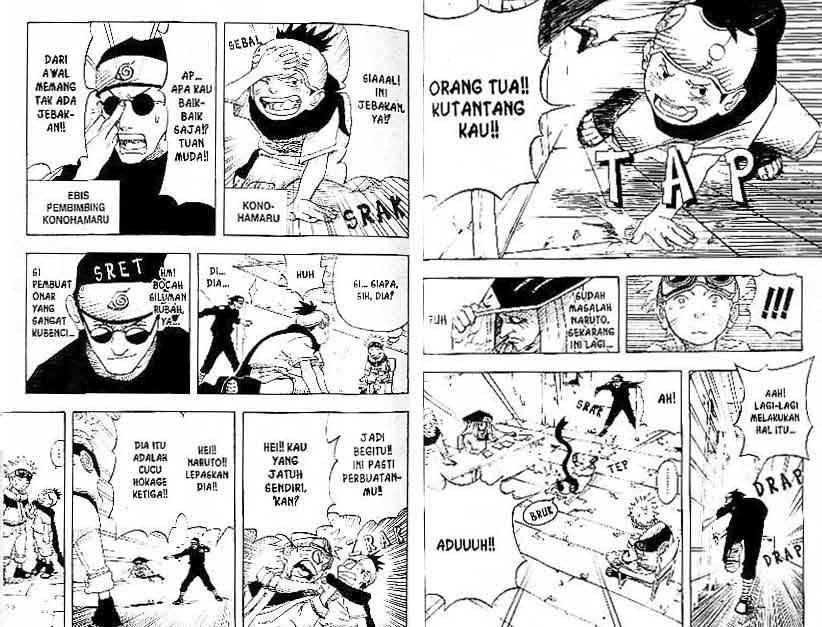 ORANG TUA!!
KUTANTANG
KAU!!
TAP
!!!
SUDAH
MASALAH
NARUTO,
SEKARANG
INI LAGI...
FUH
AAH!
LAGI-LAGI
MELAKUKAN
HAL ITU...
DRAP
DRAP
AH!
SRAK
TEP
BRUK
ADUUUH!!
SEBAL
SIAAAL!
INI
JEBAKAN,
YA!?
KONO-
HAMARU
SRAK
AP...
APA KAU
BAIK-
BAIK
SAJA!?
TUAN
MUDA!!
DARI
AWAL
MEMANG
TAK ADA
JEBAK-
AN!!
EBIS
PEMBIMBING
KONOHAMARU
SI... SIAPA,
SIH, DIA?
HUH
DI...
DIA...
SRET
HM!
BOCAH
SILUMAN
RUBAH,
YA...
SI
PEMBUAT
ONAR
YANG
SANGAT
KUBENCI...
JADI
BEGITU!!
INI PASTI
PERBUATAN-
MU!!
HEI!! KAU
YANG
JATUH
SENDIRI,
'KAN?
HEI!!
NARUTO!!
LEPASKAN
DIA!!
DIA ITU
ADALAH
CUCU
HOKAGE
KETIGA!!